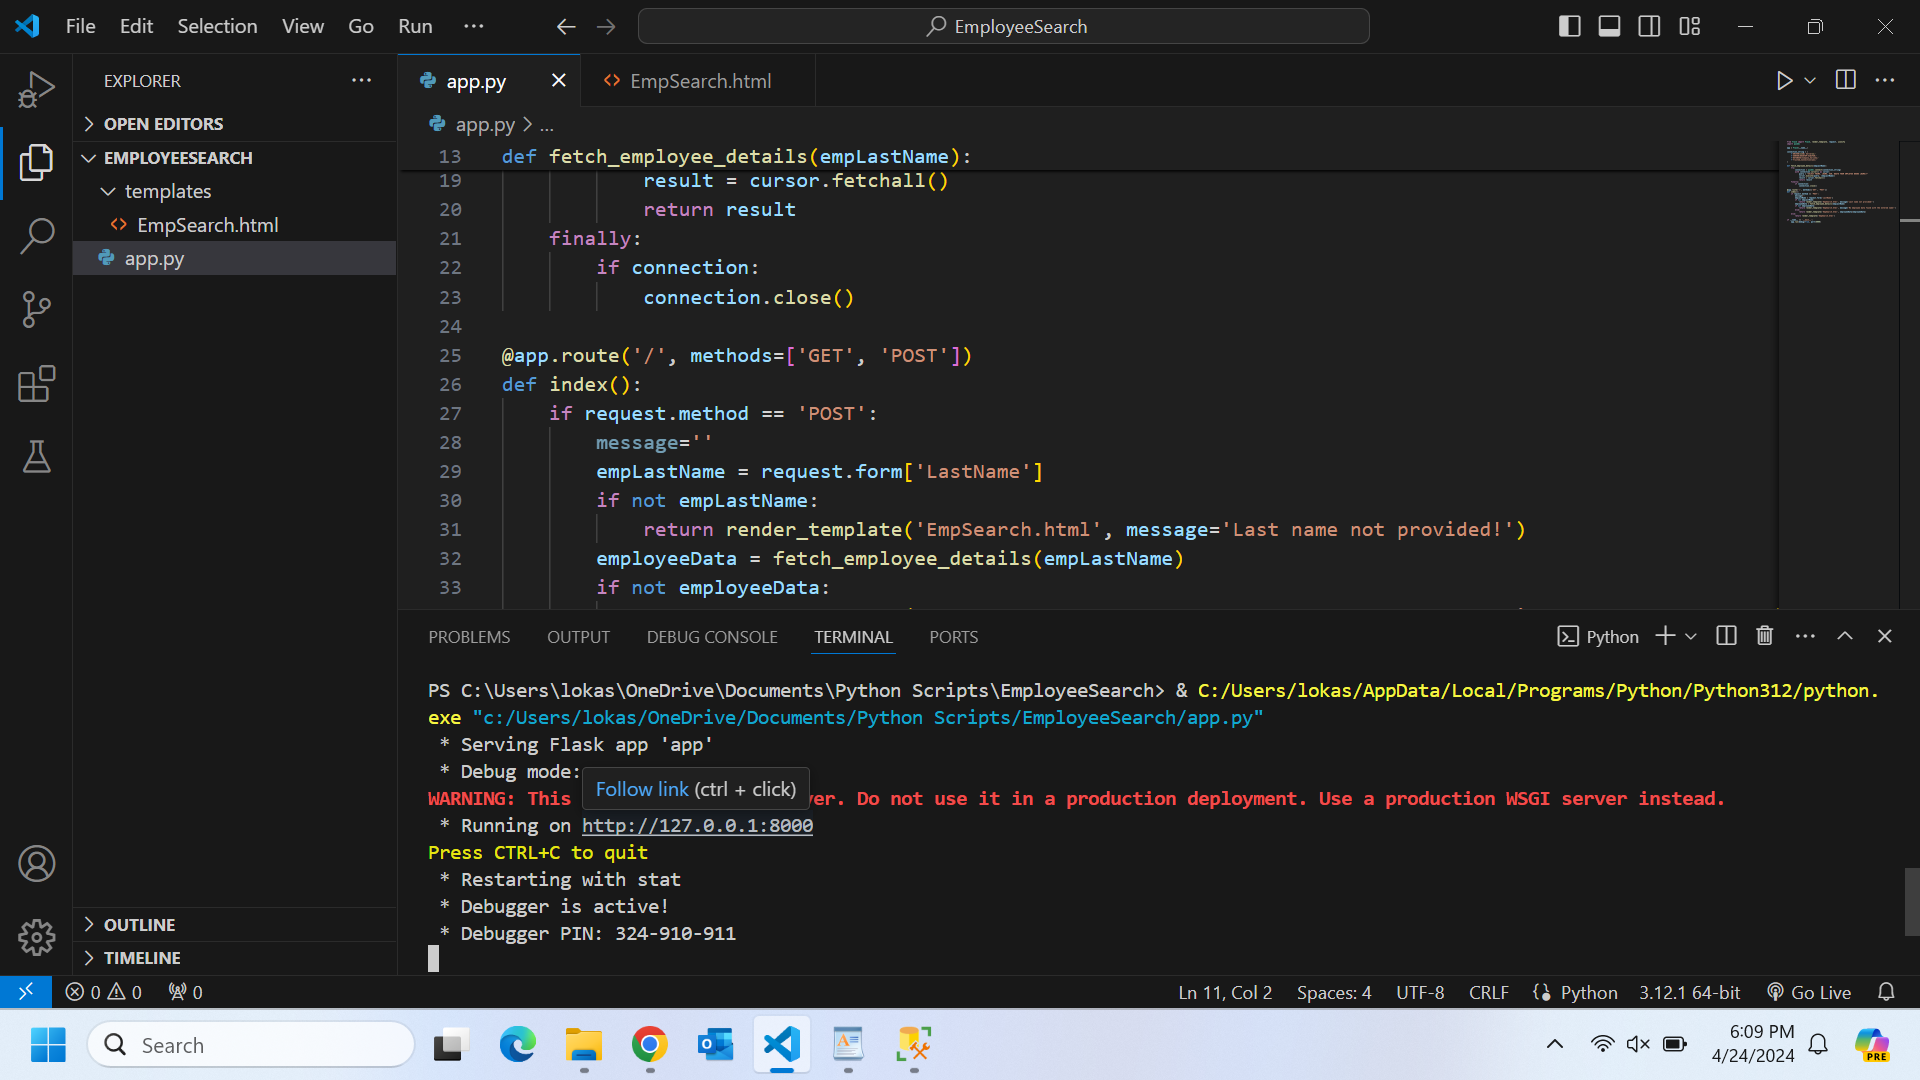 File Edit Selection View Go Run ···
EmployeeSearch
EXPLORER
OPEN EDITORS
EMPLOYEESEARCH
templates
EmpSearch.html
app.py
OUTLINE
TIMELINE
app.py
EmpSearch.html
app.py > ...
13 def fetch_employee_details(empLastName):
19 result = cursor.fetchall()
20 return result
21 finally:
22 if connection:
23 connection.close()
24
25 @app.route('/', methods=['GET', 'POST'])
26 def index():
27 if request.method == 'POST':
28 message=''
29 empLastName = request.form['LastName']
30 if not empLastName:
31 return render_template('EmpSearch.html', message='Last name not provided!')
32 employeeData = fetch_employee_details(empLastName)
33 if not employeeData:
PROBLEMS OUTPUT DEBUG CONSOLE TERMINAL PORTS
Python
PS C:\Users\lokas\OneDrive\Documents\Python Scripts\EmployeeSearch> & C:/Users/lokas/AppData/Local/Programs/Python/Python312/python.
exe "c:/Users/lokas/OneDrive/Documents/Python Scripts/EmployeeSearch/app.py"
* Serving Flask app 'app'
* Debug mode:
Follow link (ctrl + click)
WARNING: This ver. Do not use it in a production deployment. Use a production WSGI server instead.
* Running on http://127.0.0.1:8000
Press CTRL+C to quit
* Restarting with stat
* Debugger is active!
* Debugger PIN: 324-910-911
0 0 0
Ln 11, Col 2 Spaces: 4 UTF-8 CRLF Python 3.12.1 64-bit Go Live
Search
6:09 PM
4/24/2024
PRE